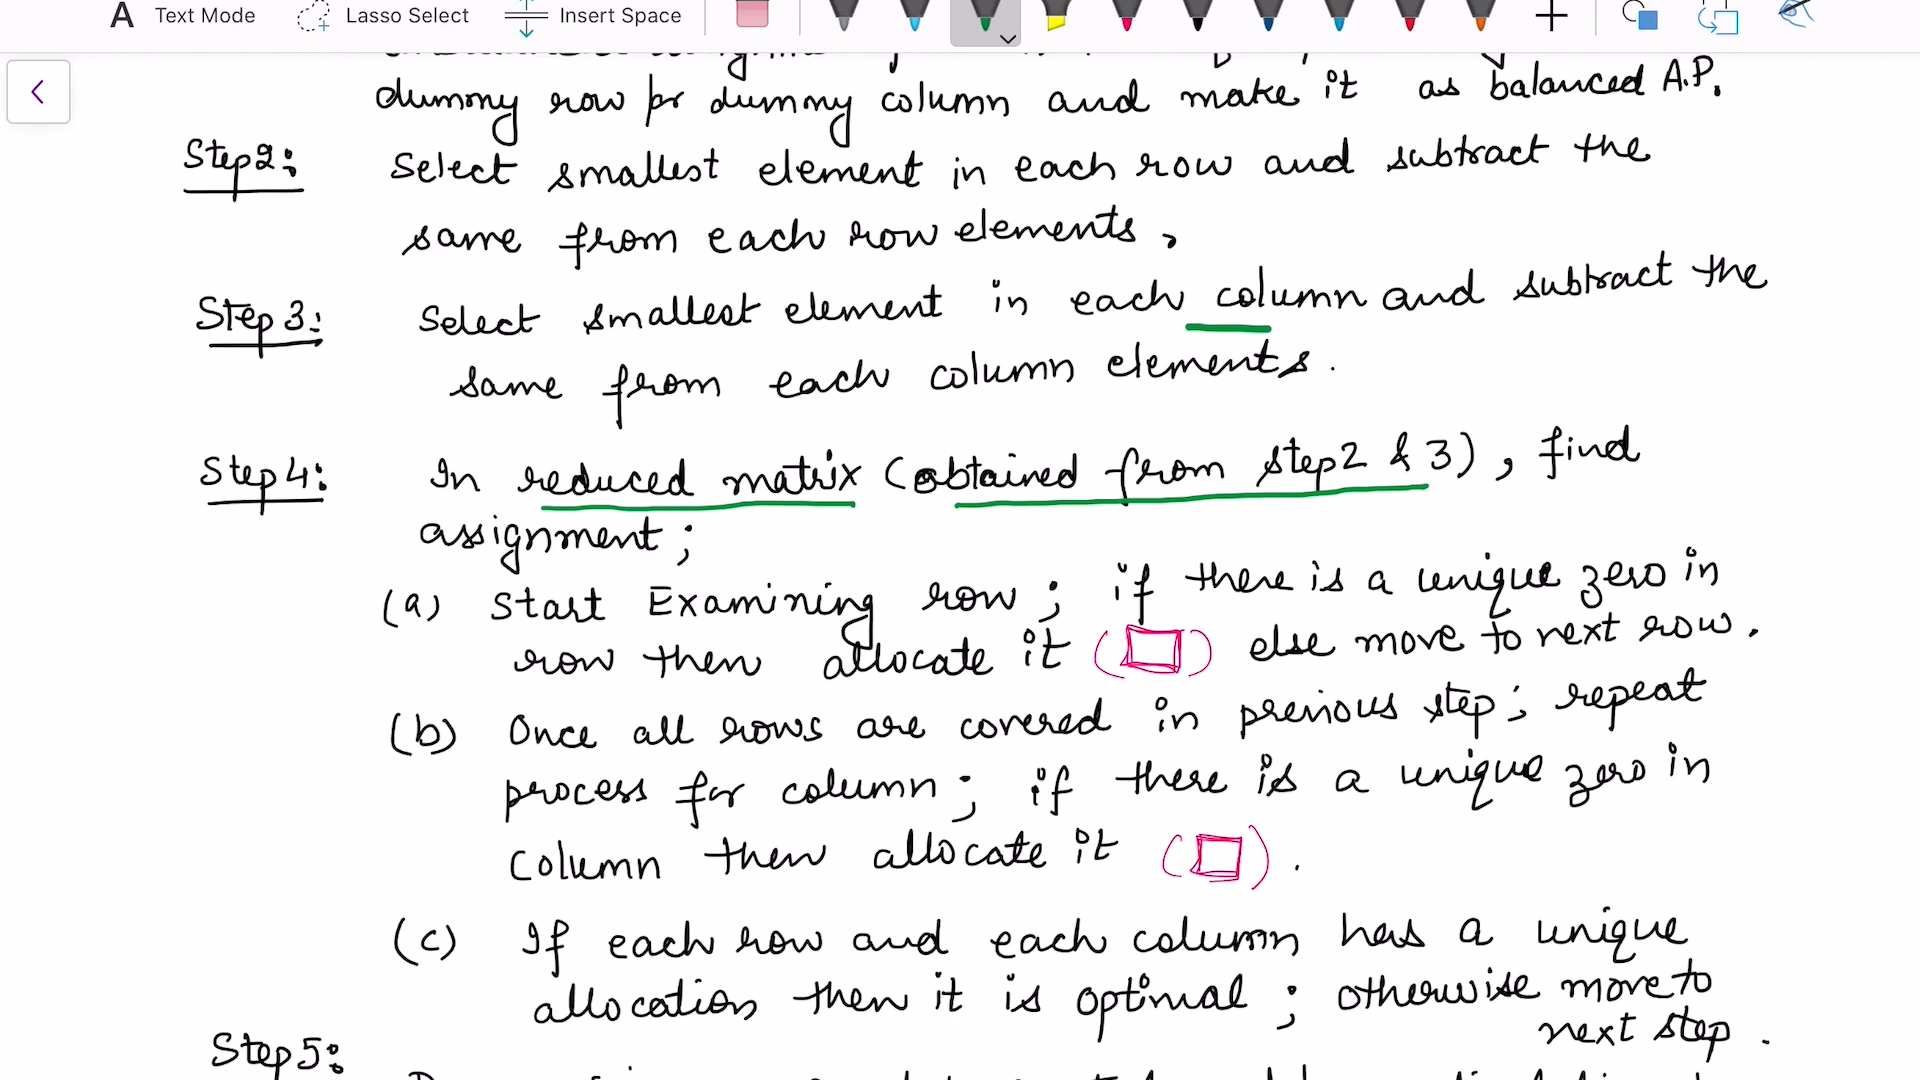 Text Mode Lasso Select Insert Space
dummy row or dummy column and make it as balanced A.P.
Step2: Select smallest element in each row and subtract the
same from each row elements,
Step 3: Select smallest element in each column and subtract the
same from each column elements.
Step4: In reduced matrix (obtained from step2 & 3), find
assignment;
(a) Start Examining row; if there is a unique zero in
row then allocate it (□) else move to next row.
(b) Once all rows are covered in previous step; repeat
process for column; if there is a unique zero in
column then allocate it (□).
(c) If each row and each column has a unique
allocation then it is optimal; otherwise move to
next step.
Step5: